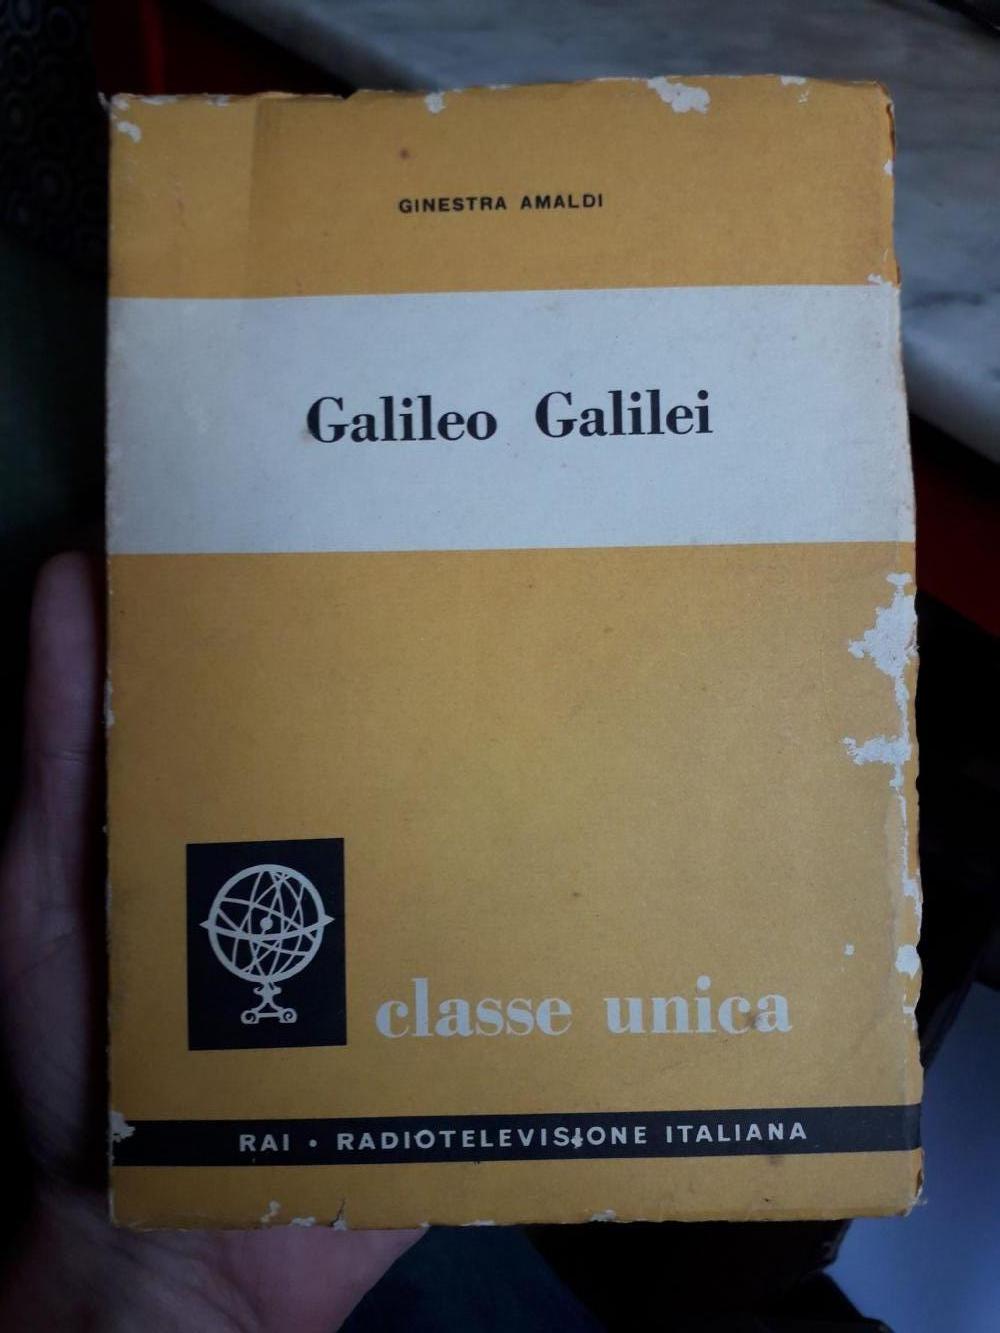 GINESTRA AMALDI
Galileo Galilei
classe unica
RAI • RADIOTELEVISIONE ITALIANA